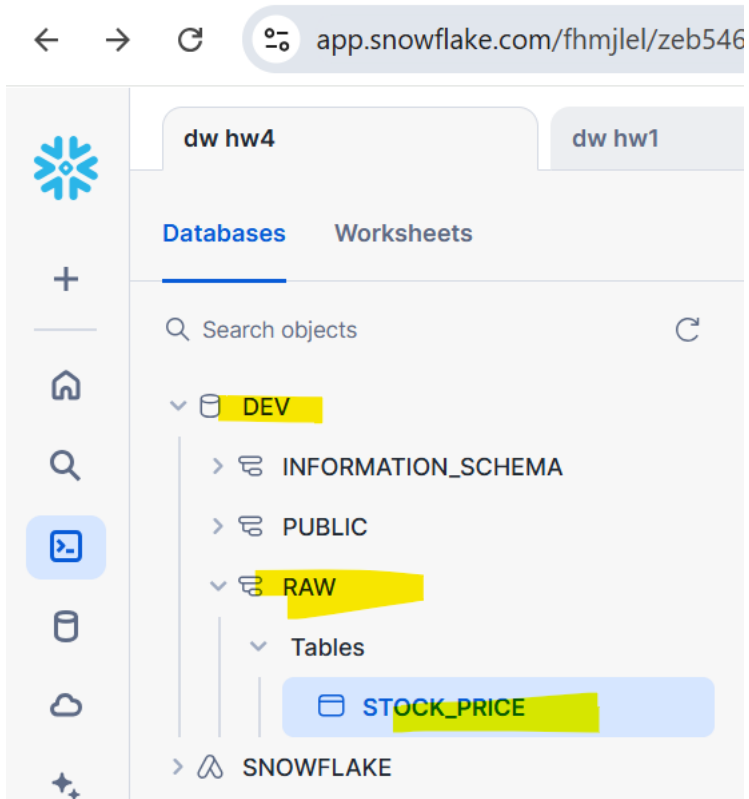 app.snowflake.com/fhmjlel/zeb546
dw hw4 dw hw1
Databases Worksheets
Search objects
DEV
INFORMATION_SCHEMA
PUBLIC
RAW
Tables
STOCK_PRICE
SNOWFLAKE